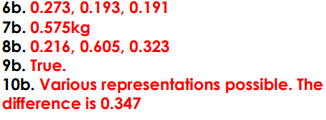 6b. 0.273, 0.193, 0.191
7b. 0.575kg
8b. 0.216, 0.605, 0.323
9b. True.
10b. Various representations possible. The
difference is 0.347